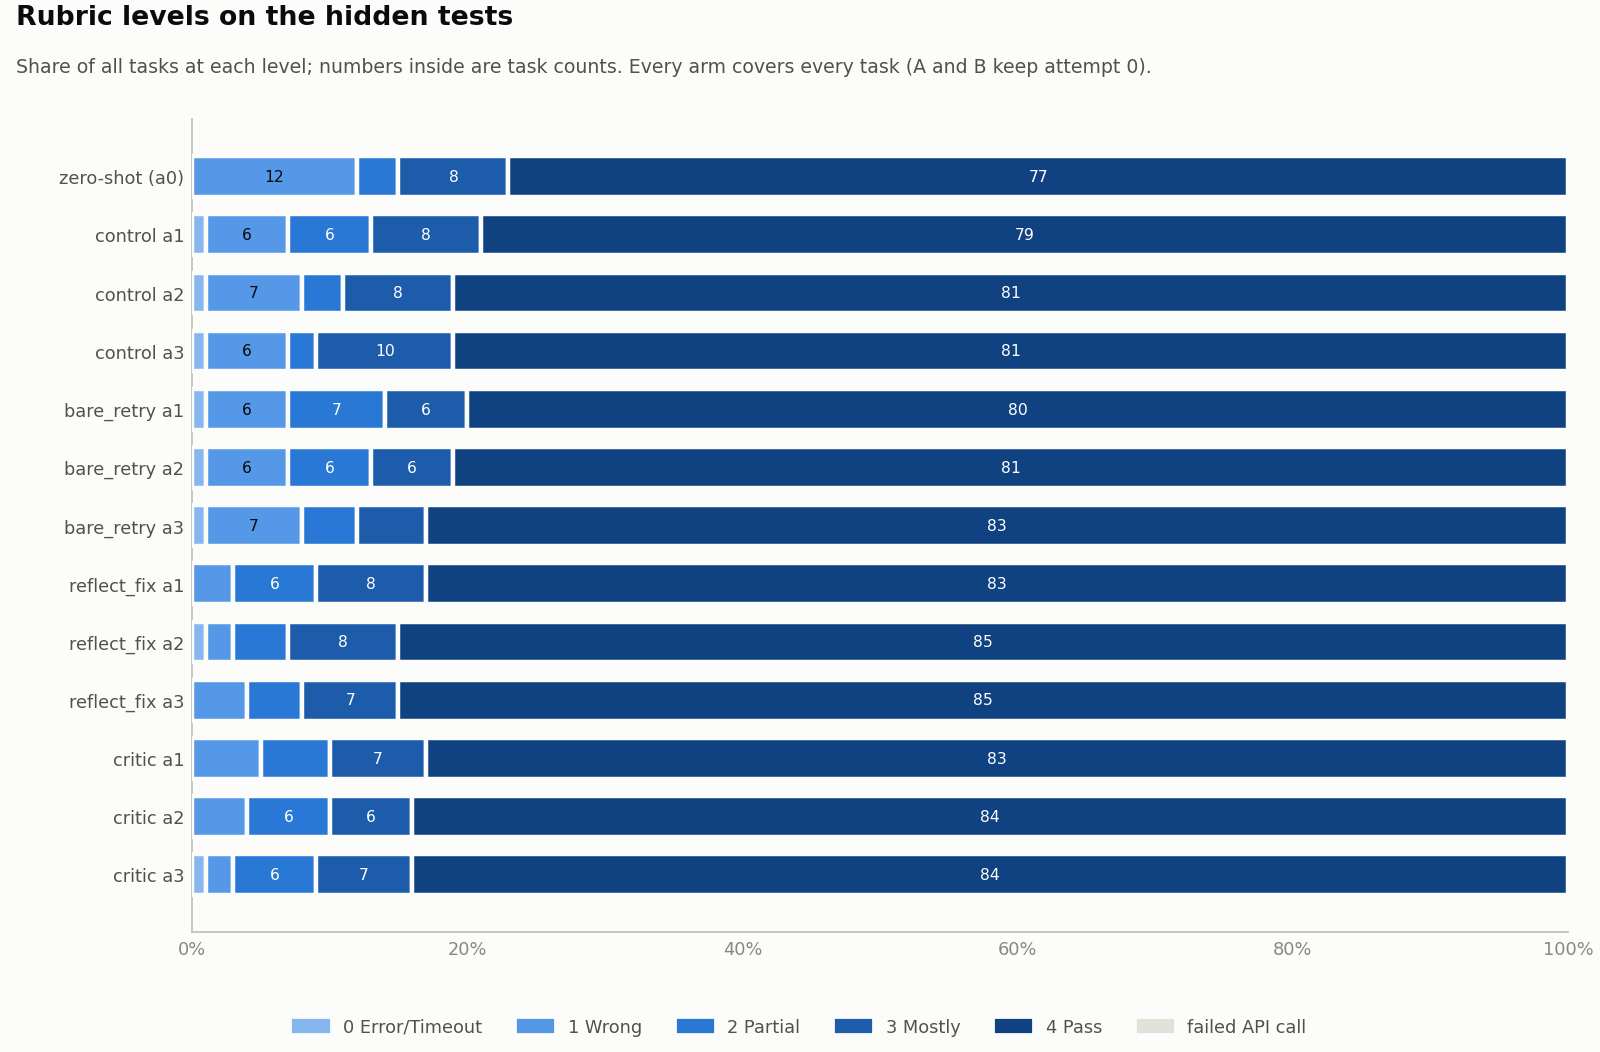 Rubric levels on the hidden tests
Share of all tasks at each level; numbers inside are task counts. Every arm covers every task (A and B keep attempt 0).
zero-shot (a0) 12 8 77
control a1 6 6 8 79
control a2 7 8 81
control a3 6 10 81
bare_retry a1 6 7 6 80
bare_retry a2 6 6 6 81
bare_retry a3 7 83
reflect_fix a1 6 8 83
reflect_fix a2 8 85
reflect_fix a3 7 85
critic a1 7 83
critic a2 6 6 84
critic a3 6 7 84
0% 20% 40% 60% 80% 100%
0 Error/Timeout 1 Wrong 2 Partial 3 Mostly 4 Pass failed API call